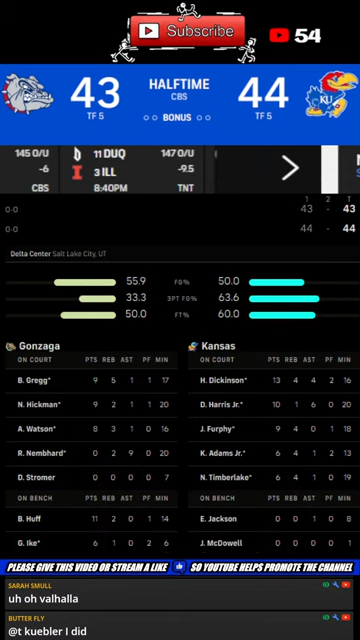 Subscribe
54
43
TF 5
HALFTIME
CBS
BONUS
44
TF 5
KU
145 O/U
-6
CBS
11 DUQ
3 ILL
8:40PM
147 O/U
-9.5
TNT
1 2 T
0-0 43 - 43
0-0 44 - 44
Delta Center Salt Lake City, UT
55.9 FG% 50.0
33.3 3PT FG% 63.6
50.0 FT% 60.0
Gonzaga
ON COURT PTS REB AST PF MIN
B. Gregg* 9 5 1 1 17
N. Hickman* 9 2 1 1 20
A. Watson* 8 3 1 0 16
R. Nembhard* 0 2 9 0 20
D. Stromer 0 0 0 0 7
ON BENCH PTS REB AST PF MIN
B. Huff 11 2 0 1 14
G. Ike* 6 1 0 2 6
Kansas
ON COURT PTS REB AST PF MIN
H. Dickinson* 13 4 4 2 16
D. Harris Jr.* 10 1 6 0 20
J. Furphy* 9 4 0 1 18
K. Adams Jr.* 6 4 1 2 13
N. Timberlake* 6 4 1 0 19
ON BENCH PTS REB AST PF MIN
E. Jackson 0 0 1 0 8
J. McDowell 0 0 0 0 1
PLEASE GIVE THIS VIDEO OR STREAM A LIKE SO YOUTUBE HELPS PROMOTE THE CHANNEL
SARAH SMULL
uh oh valhalla
BUTTER FLY
@t kuebler I did